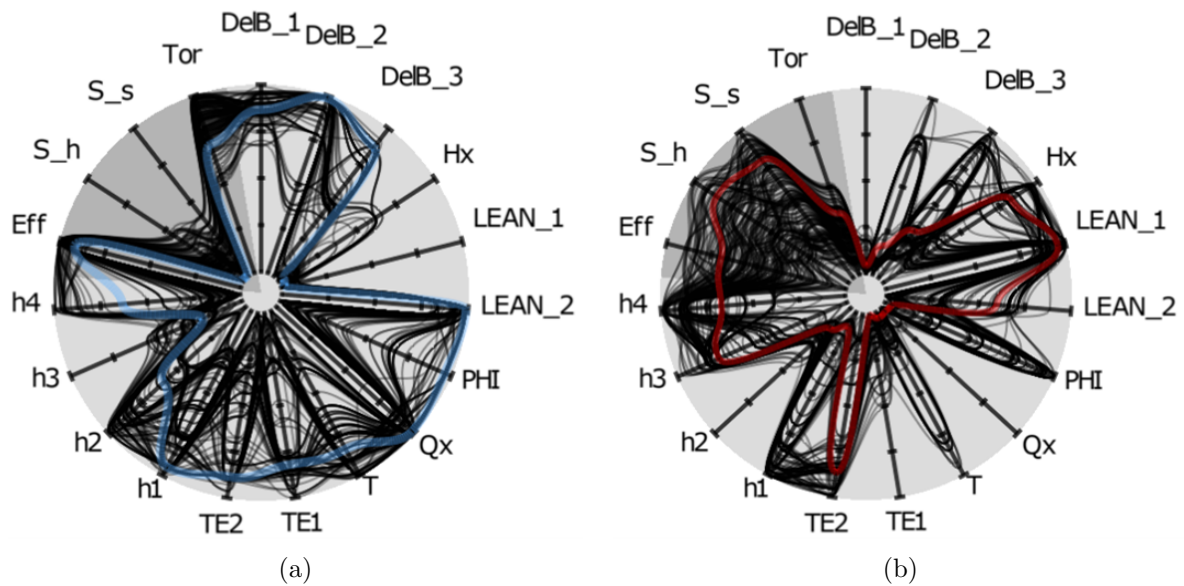 DelB_1
DelB_2
DelB_3
Hx
LEAN_1
LEAN_2
PHI
Qx
T
TE1
TE2
h1
h2
h3
h4
Eff
S_h
S_s
Tor
(a)
DelB_1
DelB_2
DelB_3
Hx
LEAN_1
LEAN_2
PHI
Qx
T
TE1
TE2
h1
h2
h3
h4
Eff
S_h
S_s
Tor
(b)